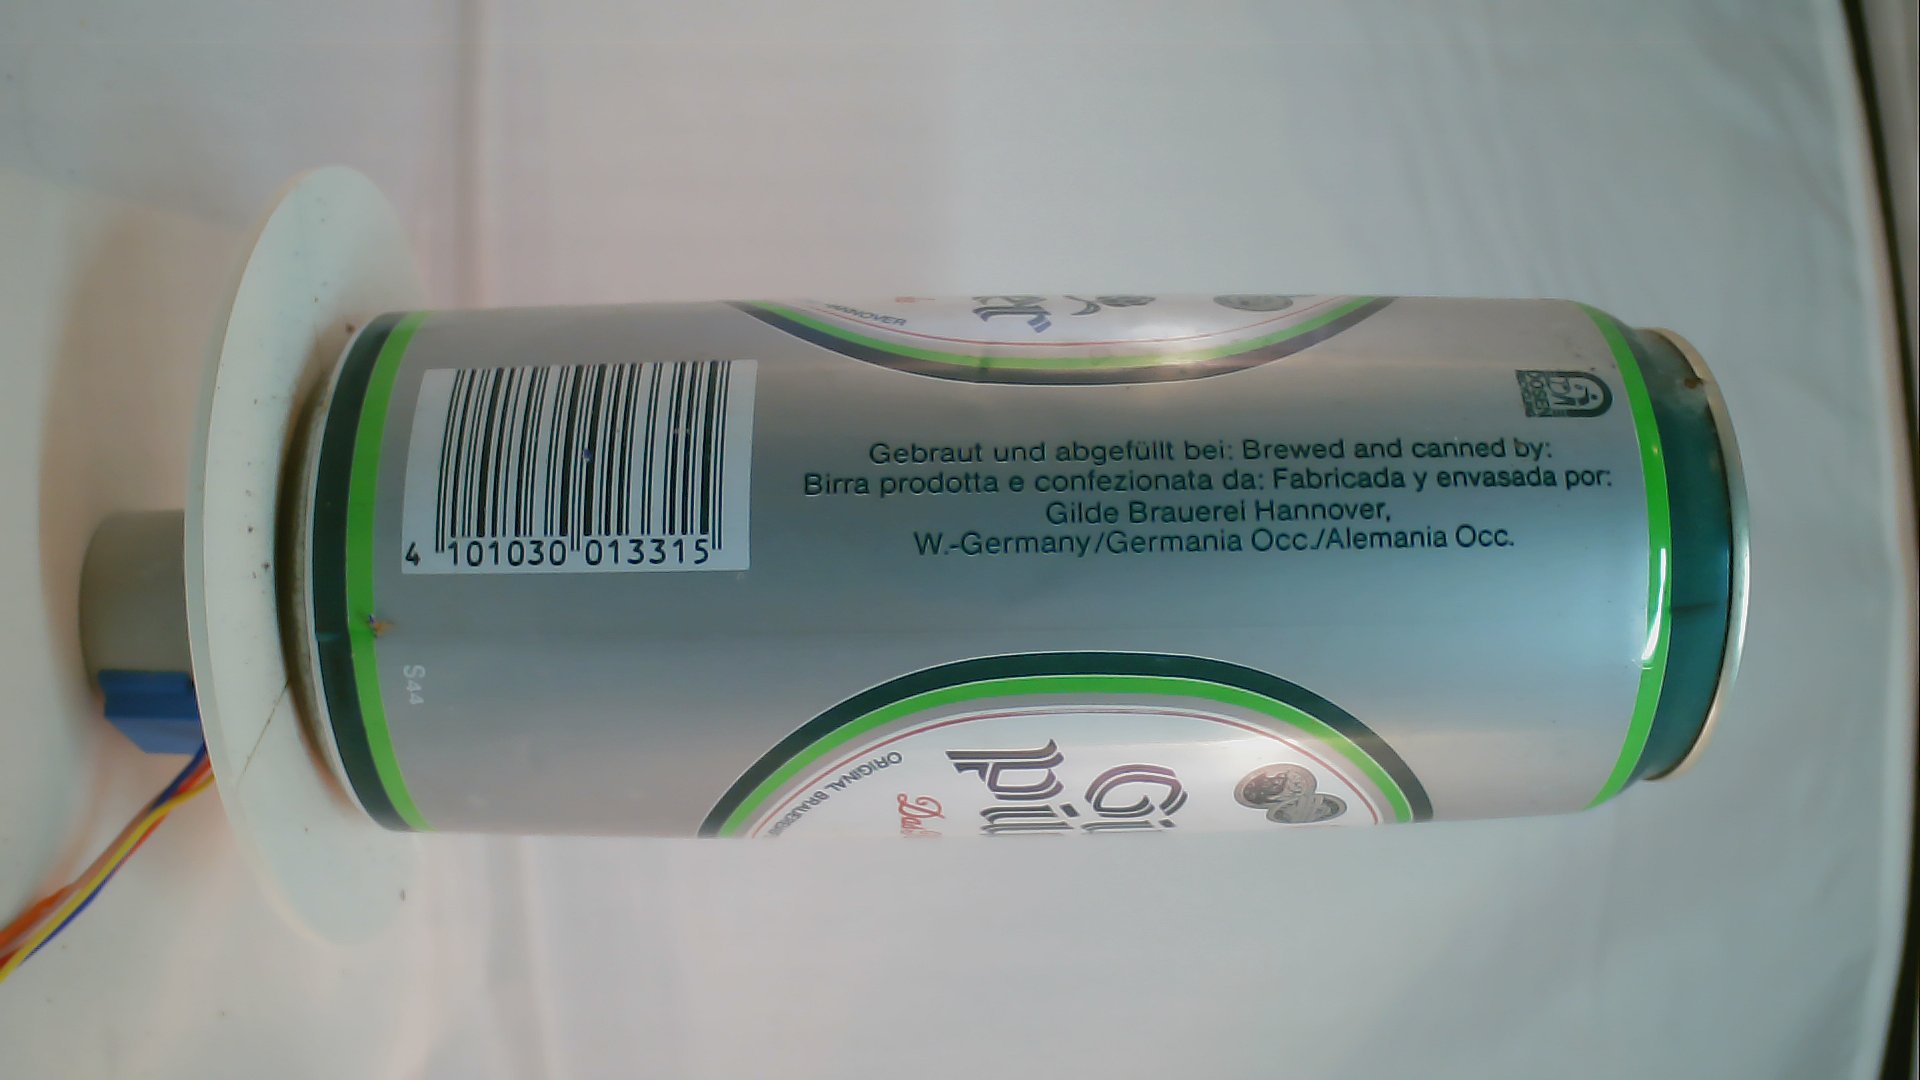 Gebraut und abgefüllt bei: Brewed and canned by:
Birra prodotta e confezionata da: Fabricada y envasada por:
Gilde Brauerei Hannover,
W.-Germany/Germania Occ./Alemania Occ.
4 101030 013315
S44
HANNOVER
ORIGINAL